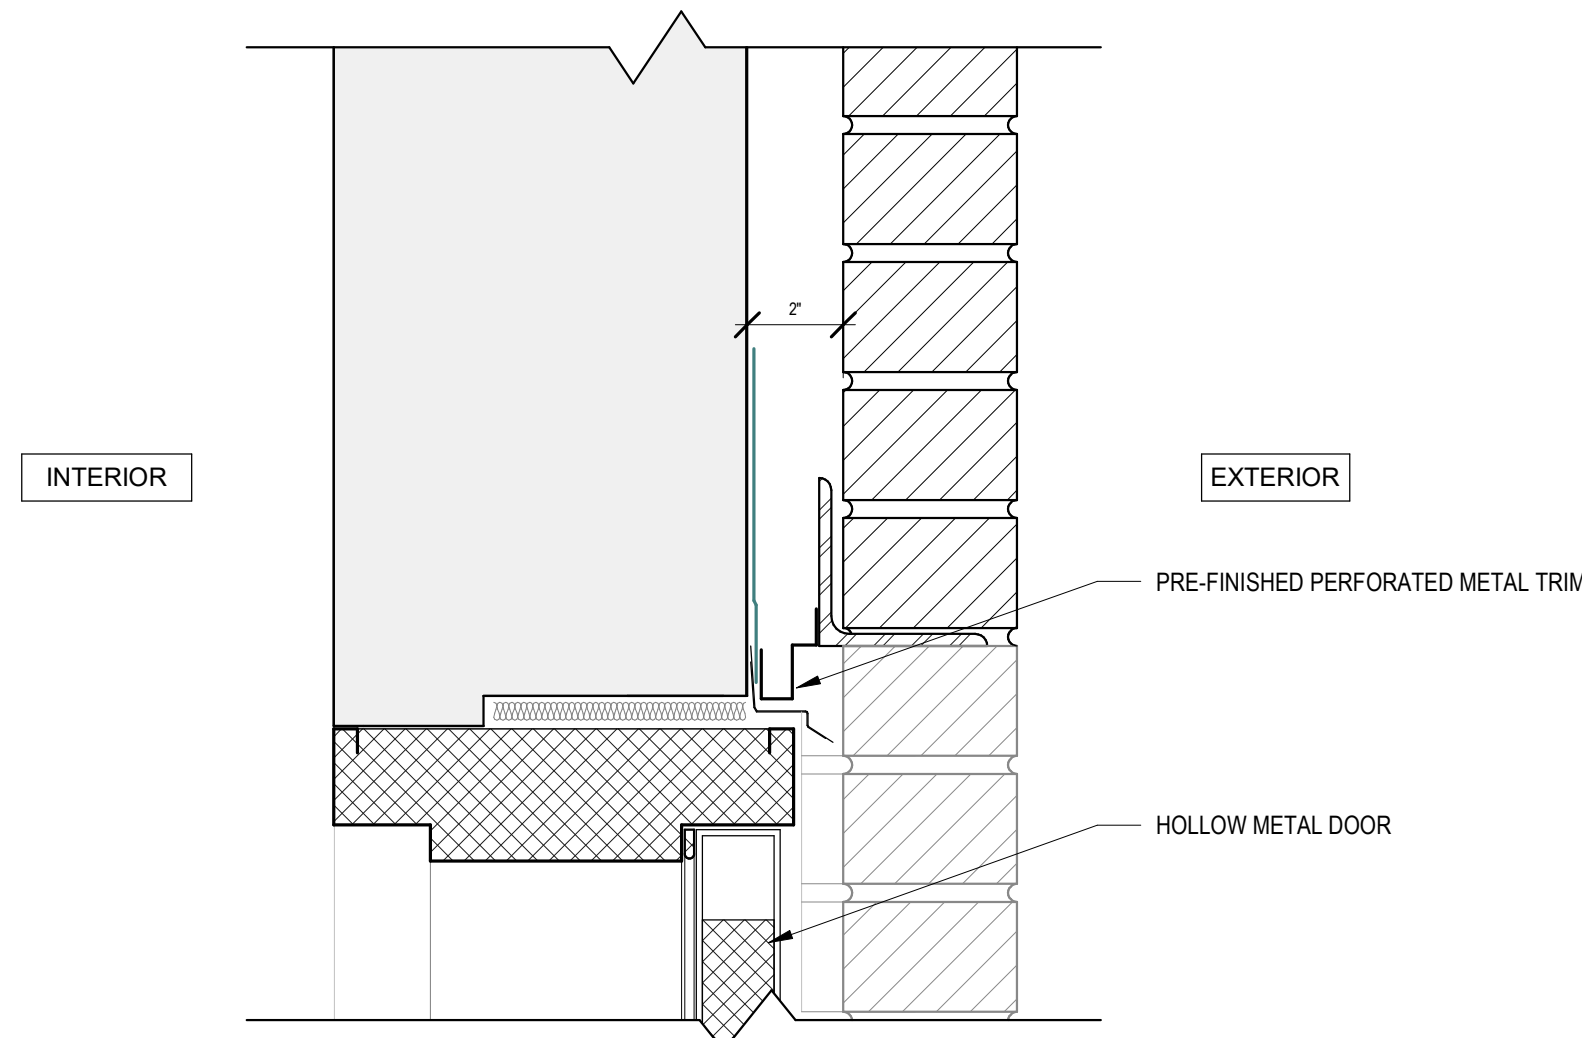 2"
INTERIOR
EXTERIOR
PRE-FINISHED PERFORATED METAL TRIM
HOLLOW METAL DOOR